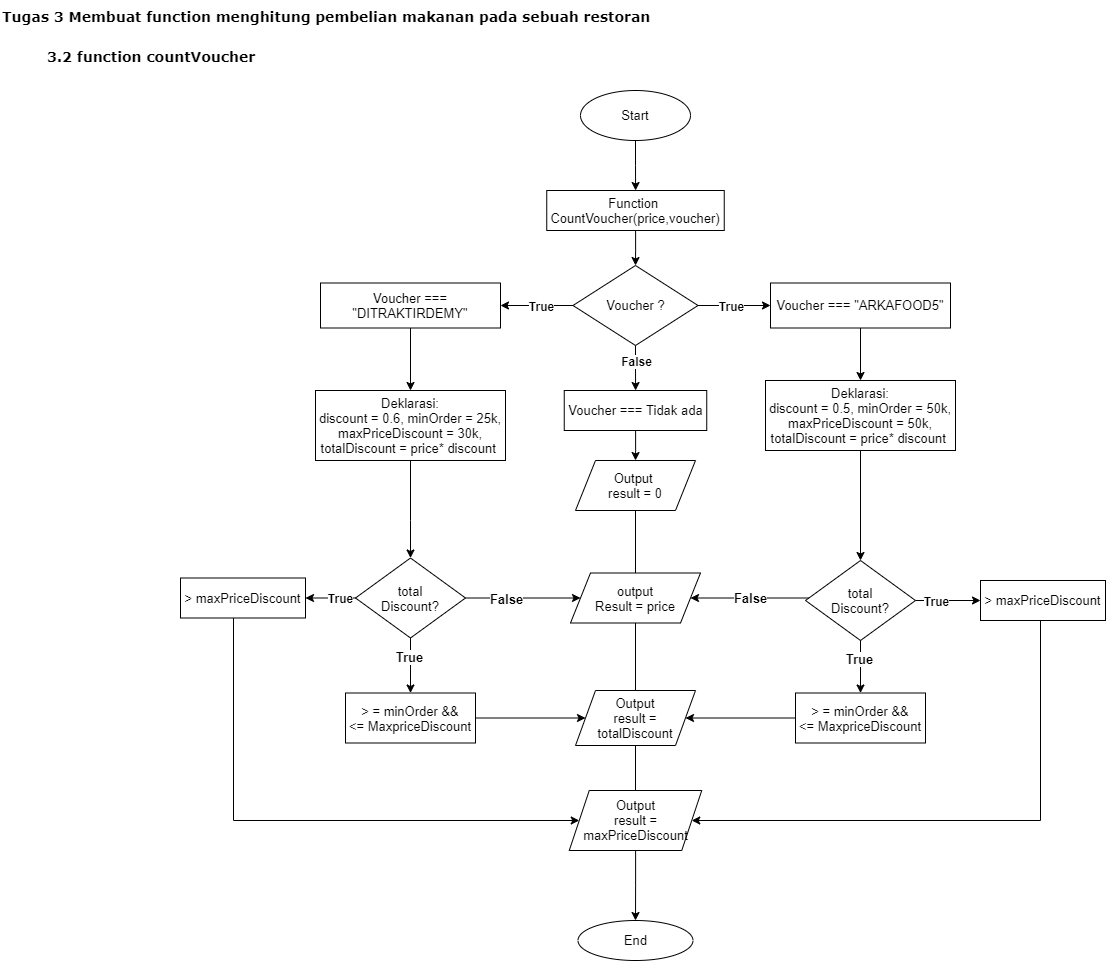 Tugas 3 Membuat function menghitung pembelian makanan pada sebuah restoran
3.2 function countVoucher
Start
Function
CountVoucher(price,voucher)
Voucher ===
"DITRAKTIRDEMY"
True
Voucher ?
True
Voucher === "ARKAFOOD5"
False
Deklarasi:
discount = 0.6, minOrder = 25k,
maxPriceDiscount = 30k,
totalDiscount = price* discount
Voucher === Tidak ada
Deklarasi:
discount = 0.5, minOrder = 50k,
maxPriceDiscount = 50k,
totalDiscount = price* discount
Output
result = 0
> maxPriceDiscount
True
total
Discount?
False
output
Result = price
False
total
Discount?
True
> maxPriceDiscount
True
True
> = minOrder &&
<= MaxpriceDiscount
Output
result =
totalDiscount
> = minOrder &&
<= MaxpriceDiscount
Output
result =
maxPriceDiscount
End